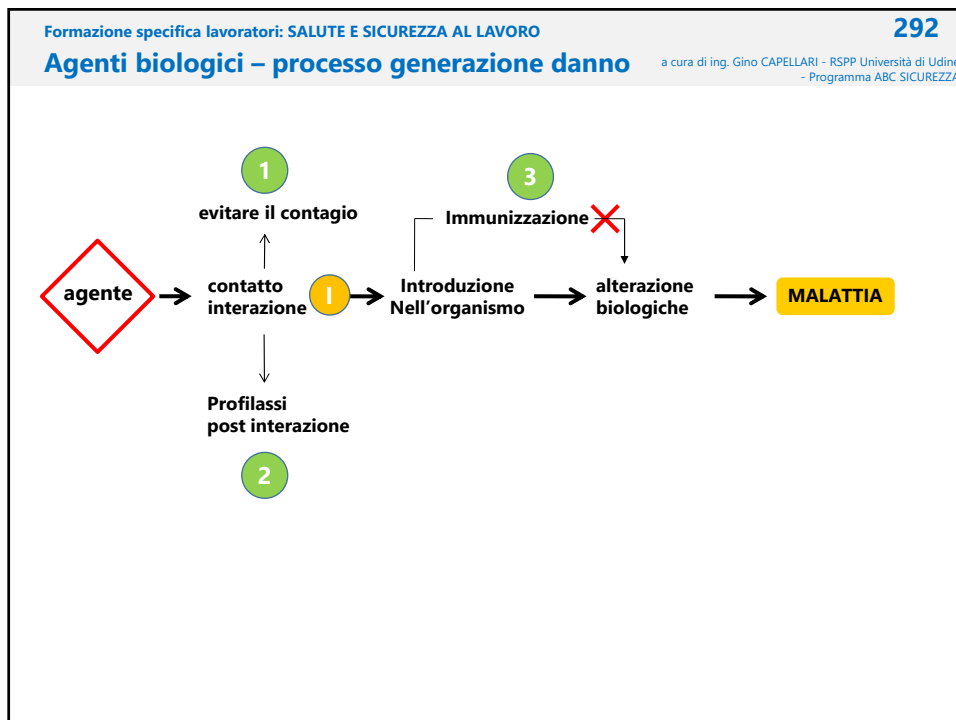 Formazione specifica lavoratori: SALUTE E SICUREZZA AL LAVORO
292
Agenti biologici – processo generazione danno
a cura di ing. Gino CAPELLARI - RSPP Università di Udine
- Programma ABC SICUREZZA
1
3
evitare il contagio
Immunizzazione
agente
contatto
interazione
I
Introduzione
Nell'organismo
alterazione
biologiche
MALATTIA
Profilassi
post interazione
2